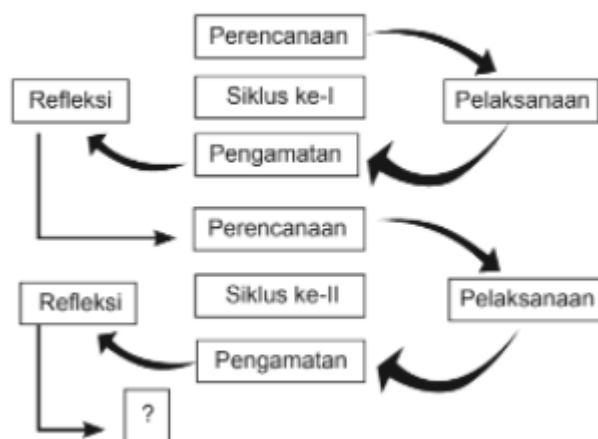 Perencanaan
Refleksi
Siklus ke-I
Pelaksanaan
Pengamatan
Perencanaan
Refleksi
Siklus ke-II
Pelaksanaan
Pengamatan
?